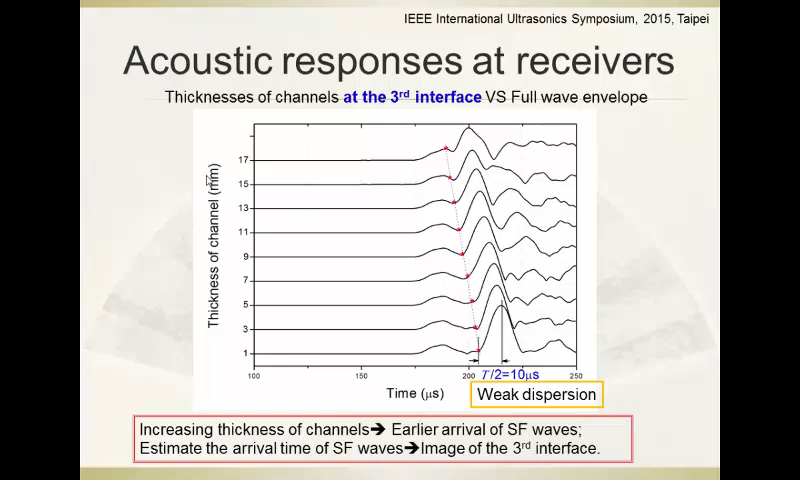 IEEE International Ultrasonics Symposium, 2015, Taipei
Acoustic responses at receivers
Thicknesses of channels at the 3rd interface VS Full wave envelope
Thickness of channel (mm)
17
15
13
11
9
7
5
3
1
100
150
200
250
T/2=10μs
Time (μs)
Weak dispersion
Increasing thickness of channels➔ Earlier arrival of SF waves;
Estimate the arrival time of SF waves➔Image of the 3rd interface.